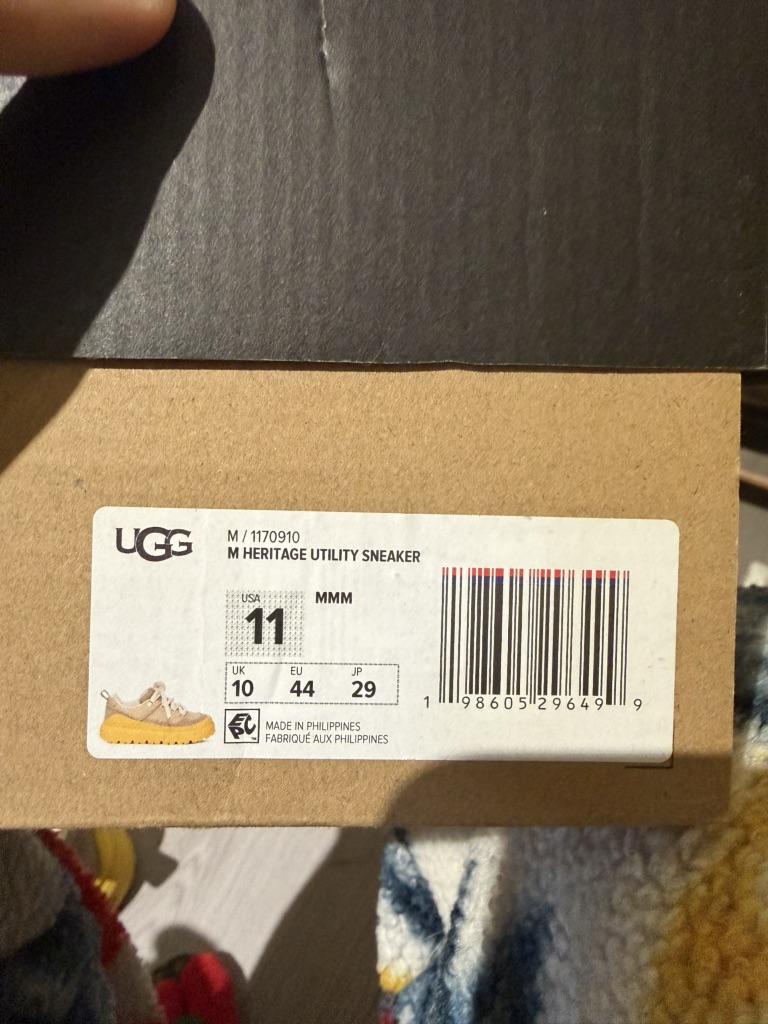 UGG
M / 1170910
M HERITAGE UTILITY SNEAKER
USA
11
MMM
UK EU JP
10 44 29
EPC
MADE IN PHILIPPINES
FABRIQUÉ AUX PHILIPPINES
1 98605 29649 9